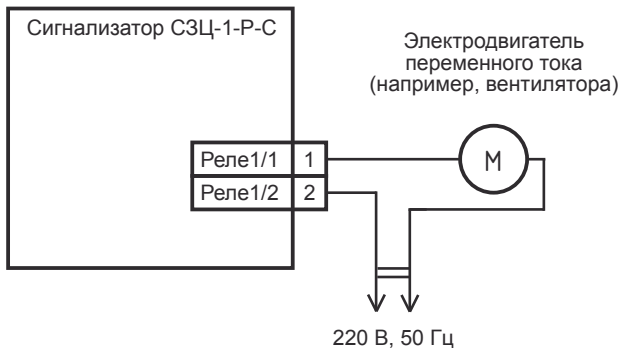 Сигнализатор СЗЦ-1-Р-С
Электродвигатель
переменного тока
(например, вентилятора)
Реле1/1 1
М
Реле1/2 2
220 В, 50 Гц